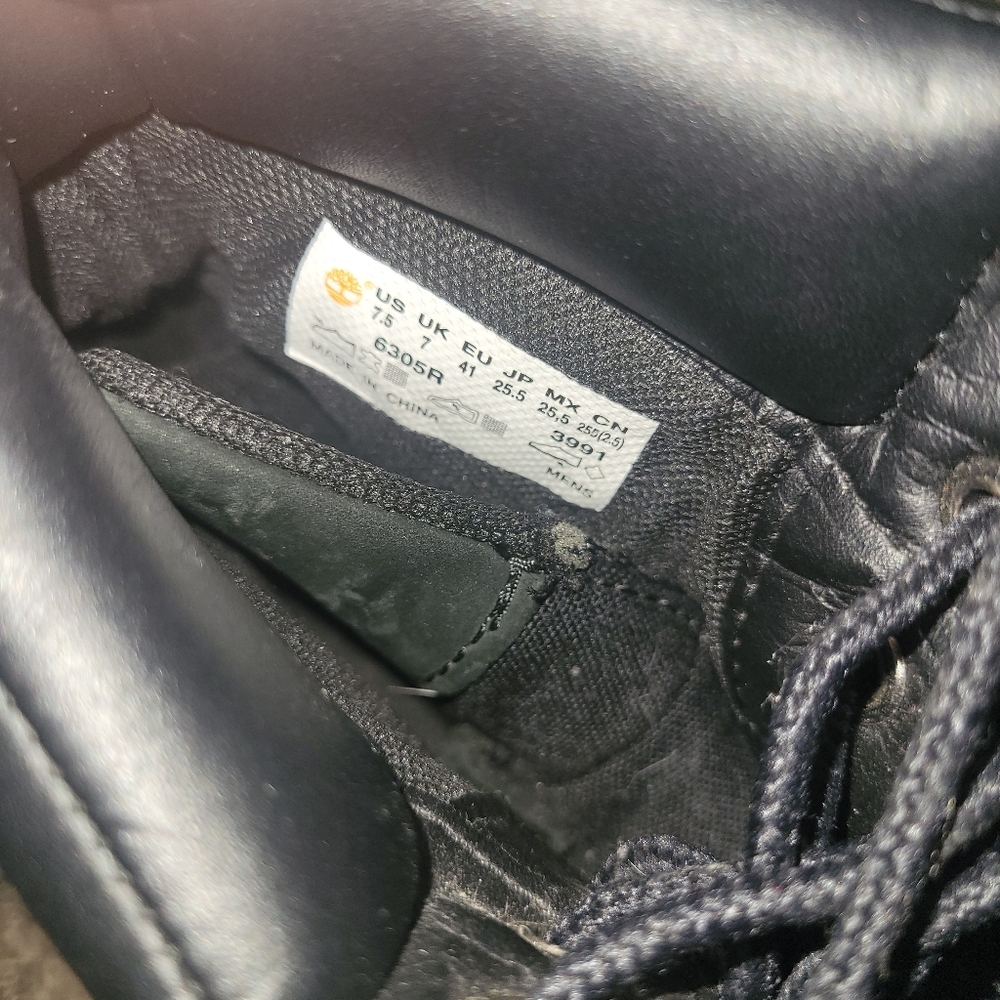 ® US UK EU JP MX CN
7.5 7 41 25.5 25,5 255(2.5)
6305R 3991
MADE IN CHINA MENS